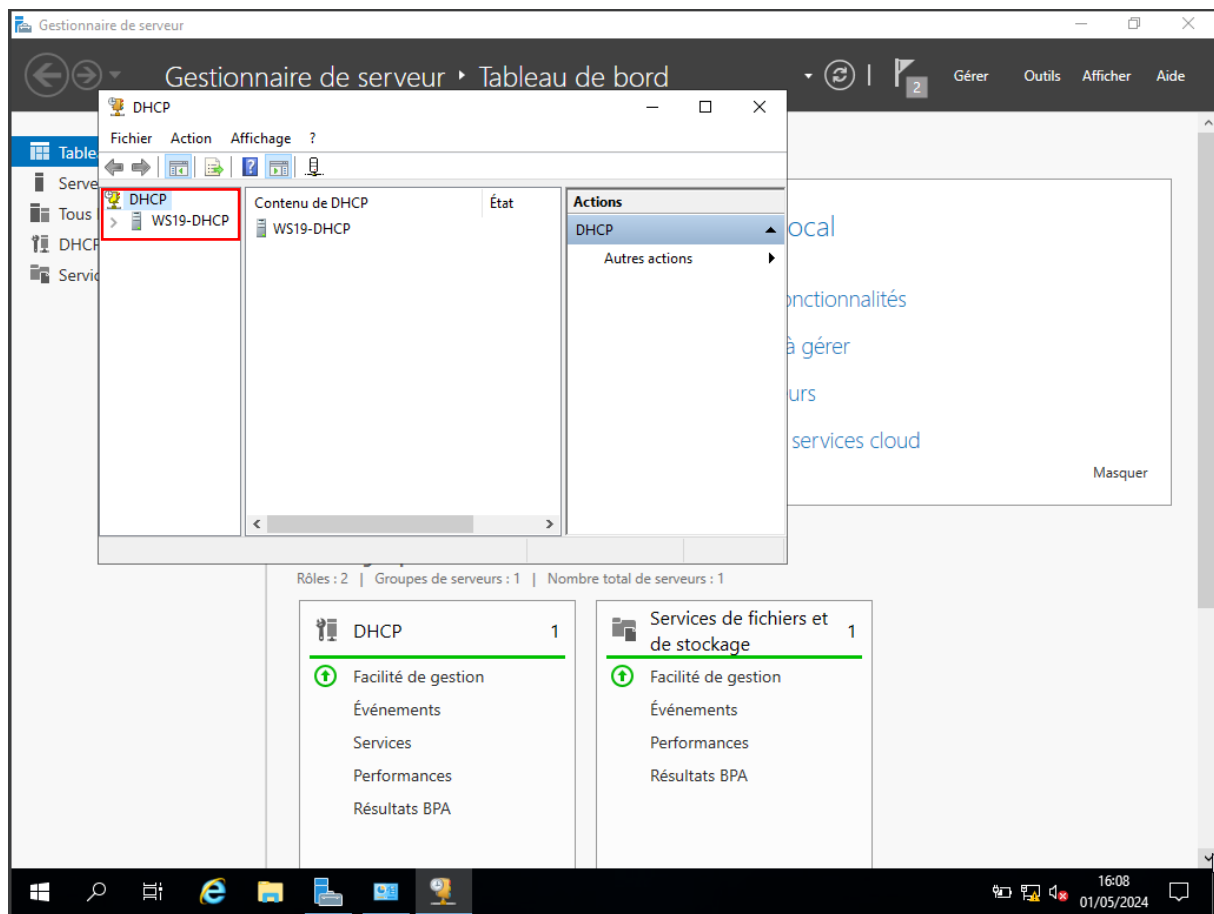 Gestionnaire de serveur
Gestionnaire de serveur ‣ Tableau de bord
2
Gérer Outils Afficher Aide
DHCP
Fichier Action Affichage ?
DHCP
WS19-DHCP
Contenu de DHCP État
WS19-DHCP
Actions
DHCP
Autres actions
Tous
DHCP
à gérer
services cloud
Masquer
Rôles : 2 | Groupes de serveurs : 1 | Nombre total de serveurs : 1
DHCP 1
Facilité de gestion
Événements
Services
Performances
Résultats BPA
Services de fichiers et
de stockage 1
Facilité de gestion
Événements
Performances
Résultats BPA
16:08
01/05/2024